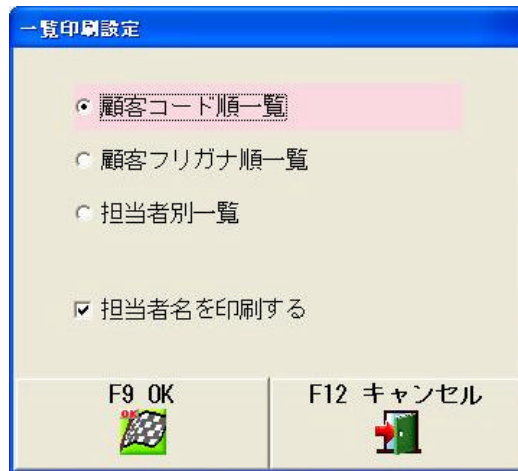 一覧印刷設定
顧客コード順一覧
顧客フリガナ順一覧
担当者別一覧
担当者名を印刷する
F9 OK
F12 キャンセル
OK